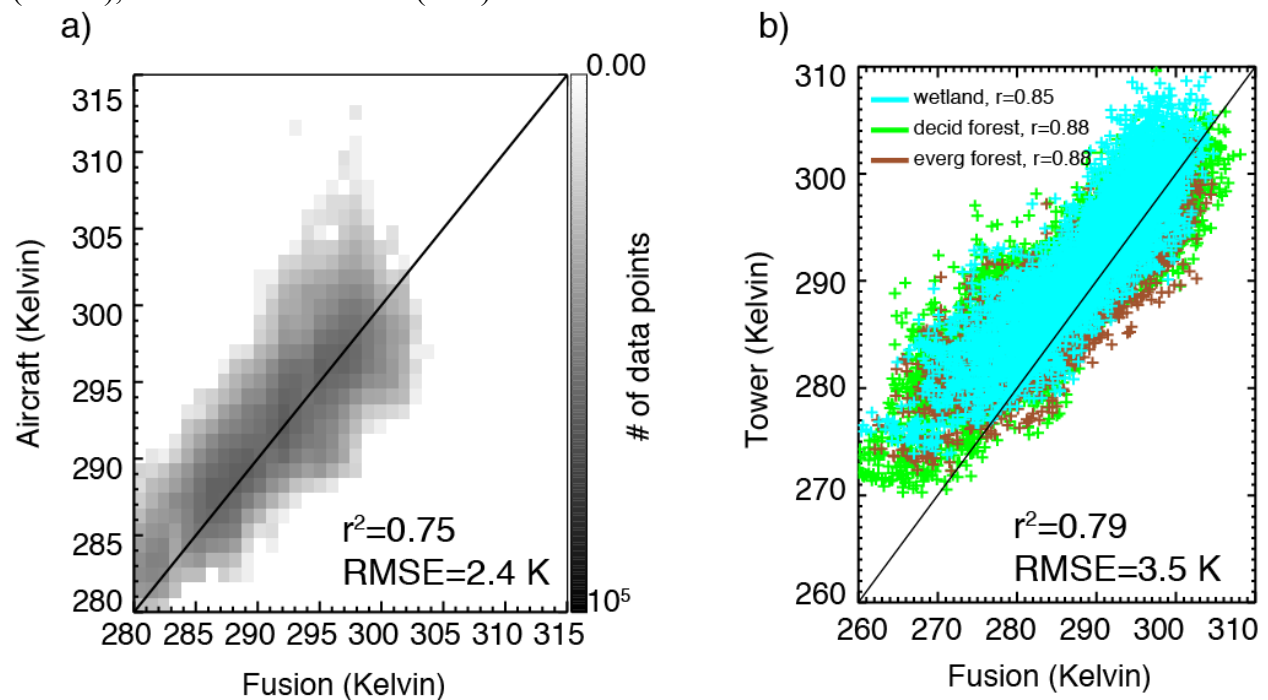 a)
315
310
305
300
295
290
285
280
280 285 290 295 300 305 310 315
Aircraft (Kelvin)
Fusion (Kelvin)
r²=0.75
RMSE=2.4 K
0.00
# of data points
10⁵
b)
310
300
290
280
270
260
260 270 280 290 300 310
Tower (Kelvin)
Fusion (Kelvin)
wetland, r=0.85
decid forest, r=0.88
everg forest, r=0.88
r²=0.79
RMSE=3.5 K